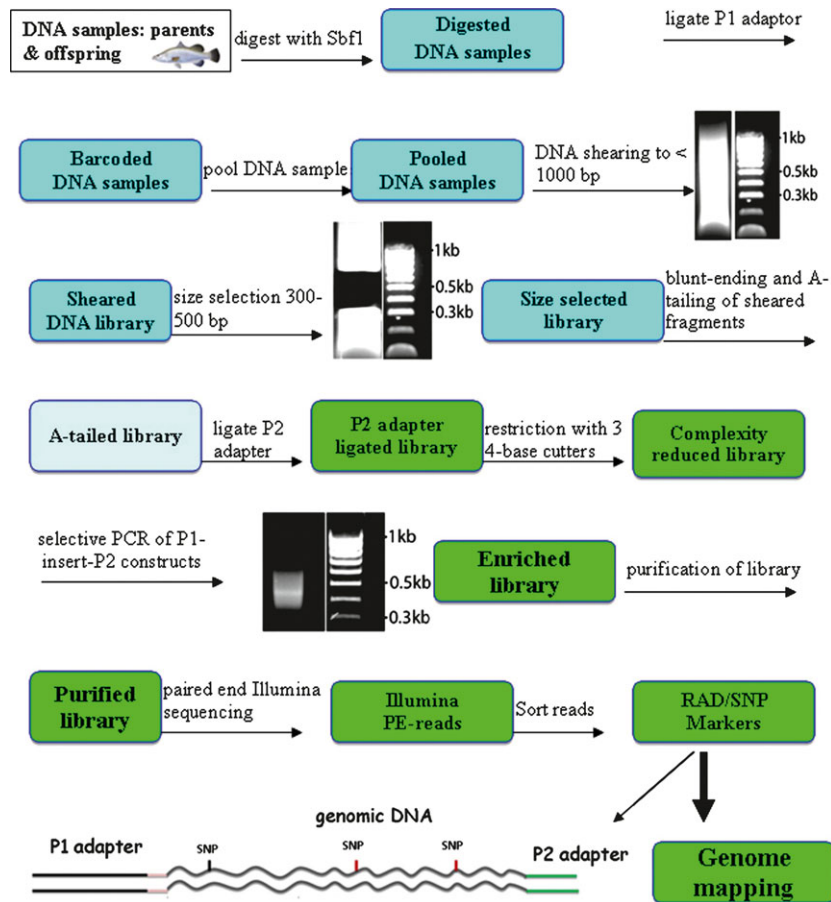 DNA samples: parents
& offspring
digest with Sbf1
Digested
DNA samples
ligate P1 adaptor
Barcoded
DNA samples
pool DNA sample
Pooled
DNA samples
DNA shearing to <
1000 bp
1kb
0.5kb
0.3kb
Sheared
DNA library
size selection 300-
500 bp
1kb
0.5kb
0.3kb
Size selected
library
blunt-ending and A-
tailing of sheared
fragments
A-tailed library
ligate P2
adapter
P2 adapter
ligated library
restriction with 3
4-base cutters
Complexity
reduced library
selective PCR of P1-
insert-P2 constructs
1kb
0.5kb
0.3kb
Enriched
library
purification of library
Purified
library
paired end Illumina
sequencing
Illumina
PE-reads
Sort reads
RAD/SNP
Markers
genomic DNA
P1 adapter
SNP
SNP
SNP
P2 adapter
Genome
mapping